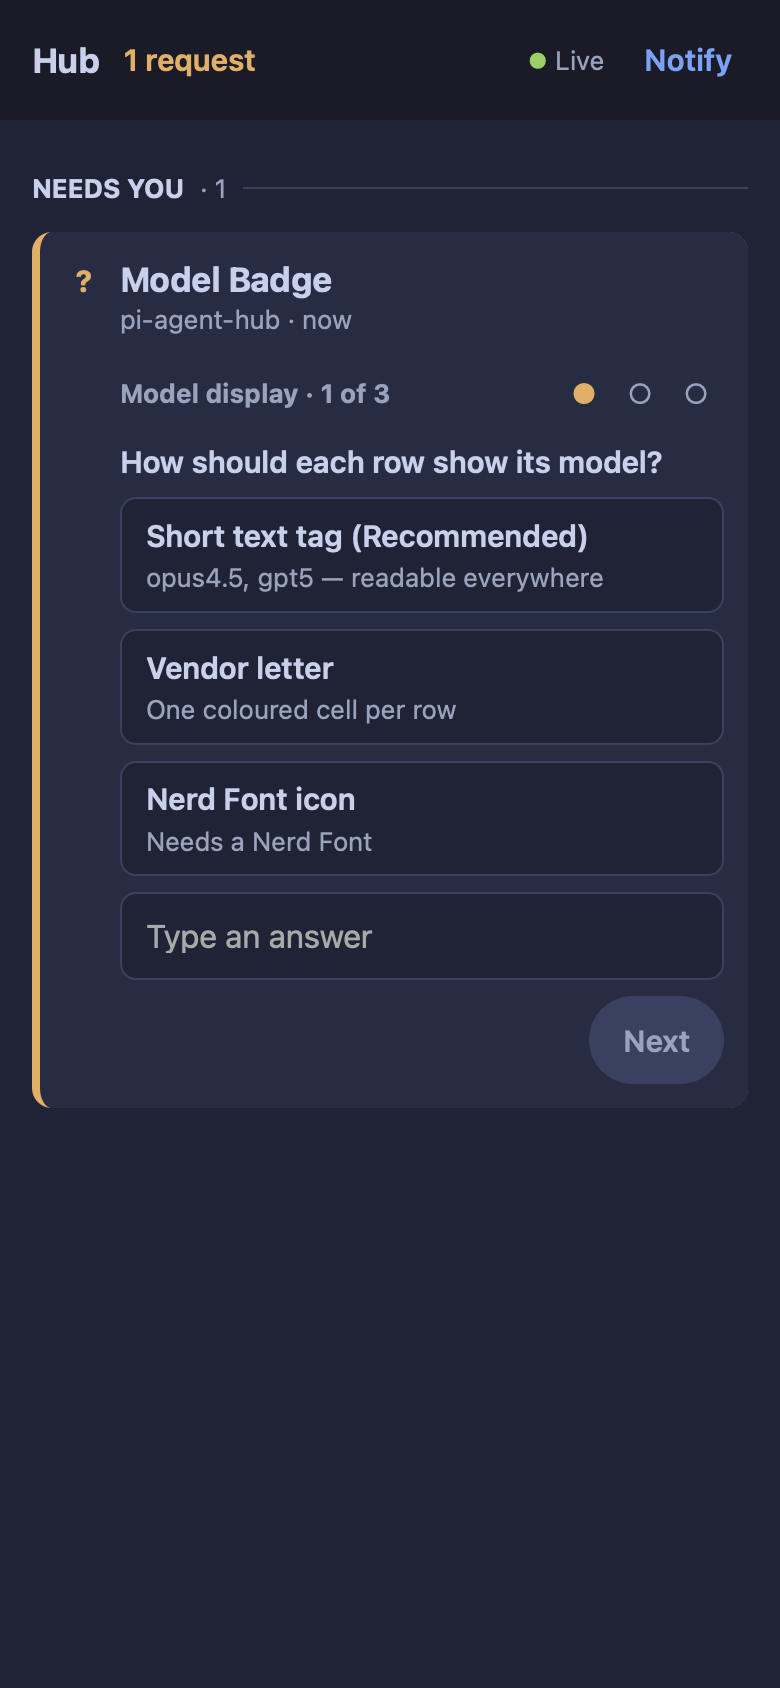 Hub 1 request Live Notify
NEEDS YOU · 1
? Model Badge
pi-agent-hub · now
Model display · 1 of 3
How should each row show its model?
Short text tag (Recommended)
opus4.5, gpt5 — readable everywhere
Vendor letter
One coloured cell per row
Nerd Font icon
Needs a Nerd Font
Type an answer
Next